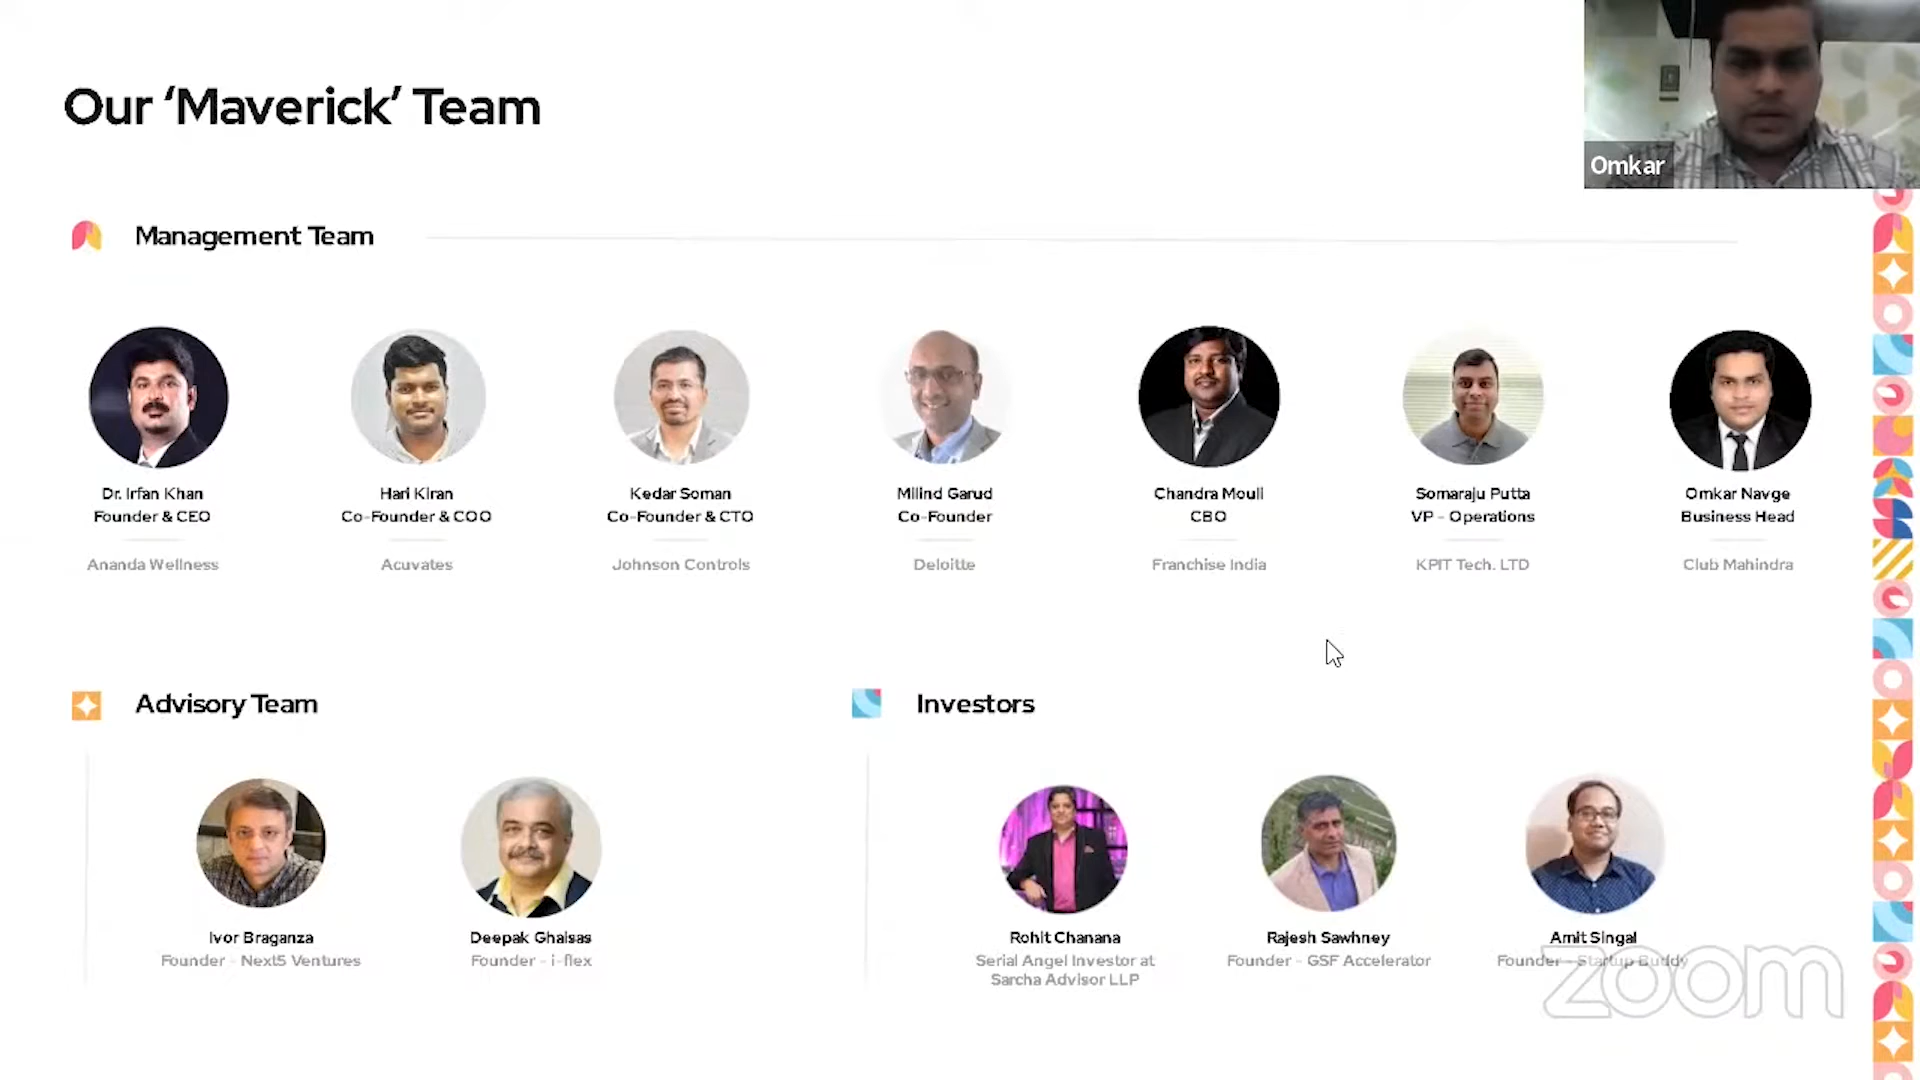 Our ‘Maverick’ Team
Omkar
Management Team
Dr. Irfan Khan
Founder & CEO
Ananda Wellness
Hari Kiran
Co-Founder & COO
Acuvates
Kedar Soman
Co-Founder & CTO
Johnson Controls
Milind Garud
Co-Founder
Deloitte
Chandra Mouli
CBO
Franchise India
Somaraju Putta
VP - Operations
KPIT Tech. LTD
Omkar Navge
Business Head
Club Mahindra
Advisory Team
Ivor Braganza
Founder - Next5 Ventures
Deepak Ghaisas
Founder - i-flex
Investors
Rohit Chanana
Serial Angel Investor at
Sarcha Advisor LLP
Rajesh Sawhney
Founder - GSF Accelerator
Amit Singal
Founder - Startup Buddy
zoom